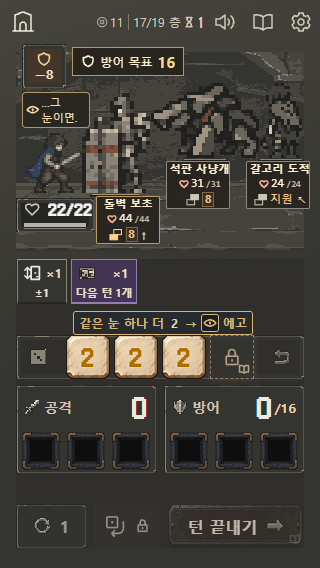 11 | 17/19 층 1
-8
방어 목표 16
...그
눈이면.
석판 사냥개
31/31
8
갈고리 도적
24/24
지원
22/22
돌벽 보초
44/44
8
×1
±1
×1
다음 턴 1개
같은 눈 하나 더 2 → 예고
2 2 2
공격 0
방어 0/16
1
턴 끝내기